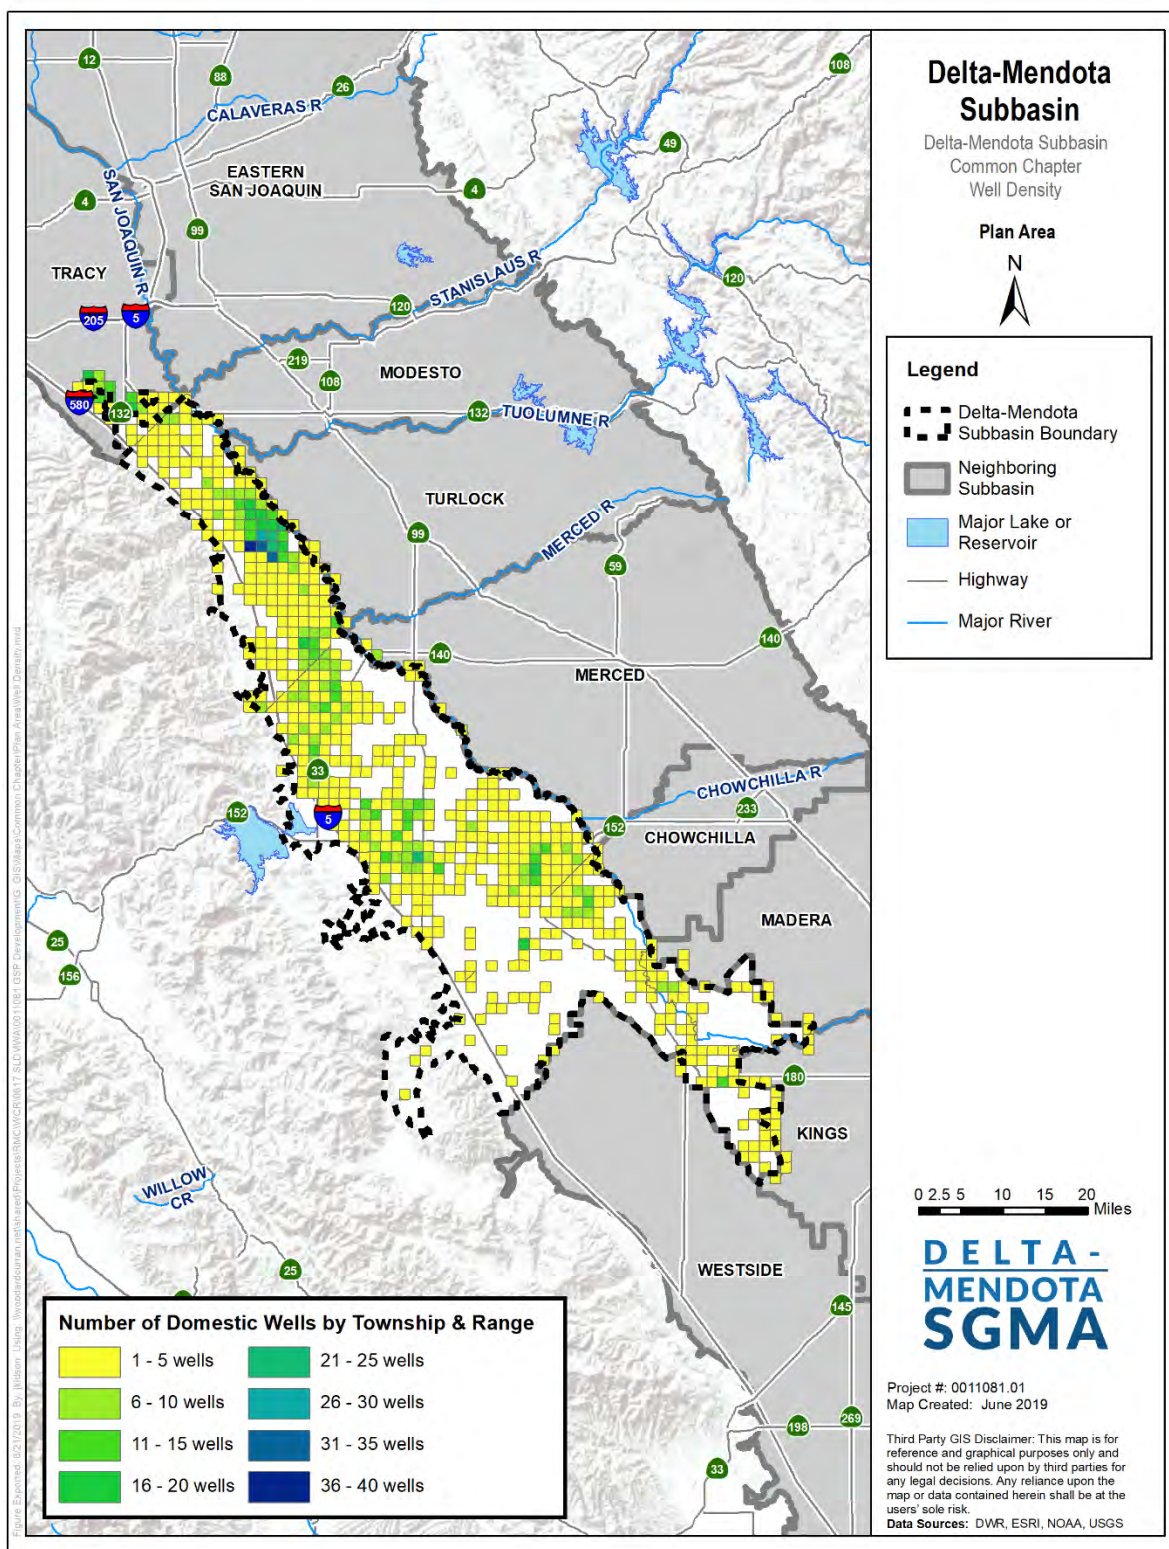 Delta-Mendota
Subbasin
Delta-Mendota Subbasin
Common Chapter
Well Density
Plan Area
N
Legend
Delta-Mendota
Subbasin Boundary
Neighboring
Subbasin
Major Lake or
Reservoir
Highway
Major River
0 2.5 5 10 15 20
Miles
DELTA-
MENDOTA
SGMA
Project #: 0011081.01
Map Created: June 2019
Third Party GIS Disclaimer: This map is for
reference and graphical purposes only and
should not be relied upon by third parties for
any legal decisions. Any reliance upon the
map or data contained herein shall be at the
users' sole risk.
Data Sources: DWR, ESRI, NOAA, USGS
12
88
26
108
CALAVERAS R
49
EASTERN
SAN JOAQUIN
4
4
SAN JOAQUIN R
99
TRACY
STANISLAUS R
120
120
205
5
219
108
MODESTO
580
132
132
TUOLUMNE R
TURLOCK
MERCED R
99
59
140
140
MERCED
33
CHOWCHILLA R
233
152
5
152
CHOWCHILLA
MADERA
25
156
180
KINGS
WILLOW
CR
25
WESTSIDE
145
198
269
33
Number of Domestic Wells by Township & Range
1 - 5 wells
6 - 10 wells
11 - 15 wells
16 - 20 wells
21 - 25 wells
26 - 30 wells
31 - 35 wells
36 - 40 wells